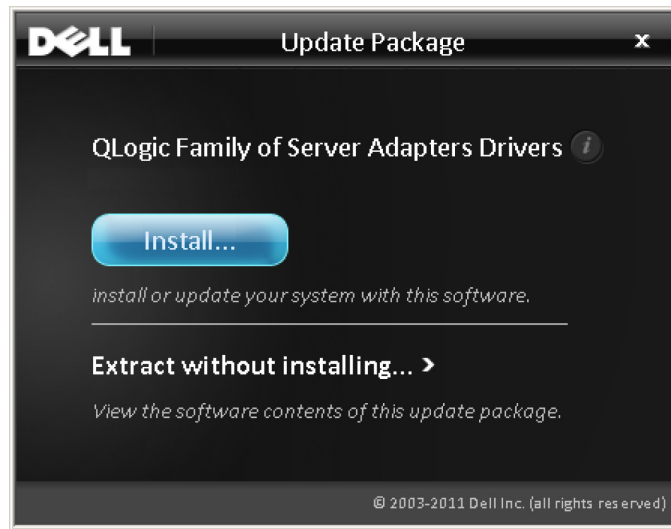 DELL
Update Package
x
QLogic Family of Server Adapters Drivers i
Install...
install or update your system with this software.
Extract without installing... >
View the software contents of this update package.
© 2003-2011 Dell Inc. (all rights reserved)